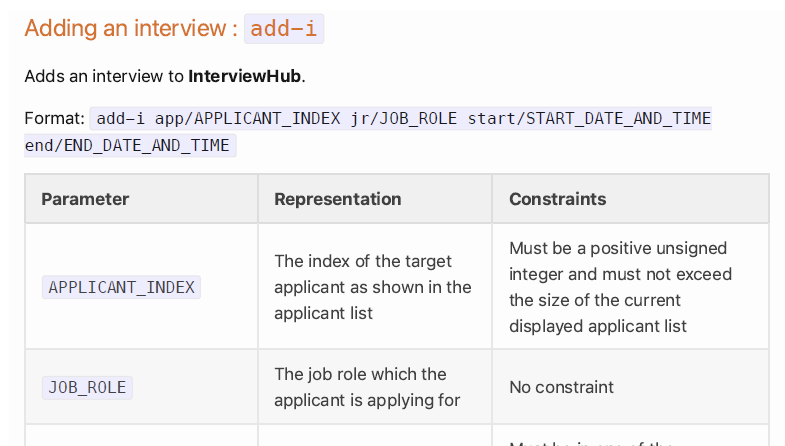 Adding an interview : add-i
Adds an interview to InterviewHub.
Format: add-i app/APPLICANT_INDEX jr/JOB_ROLE start/START_DATE_AND_TIME
end/END_DATE_AND_TIME
Parameter Representation Constraints
APPLICANT_INDEX
The index of the target
applicant as shown in the
applicant list
Must be a positive unsigned
integer and must not exceed
the size of the current
displayed applicant list
JOB_ROLE
The job role which the
applicant is applying for
No constraint